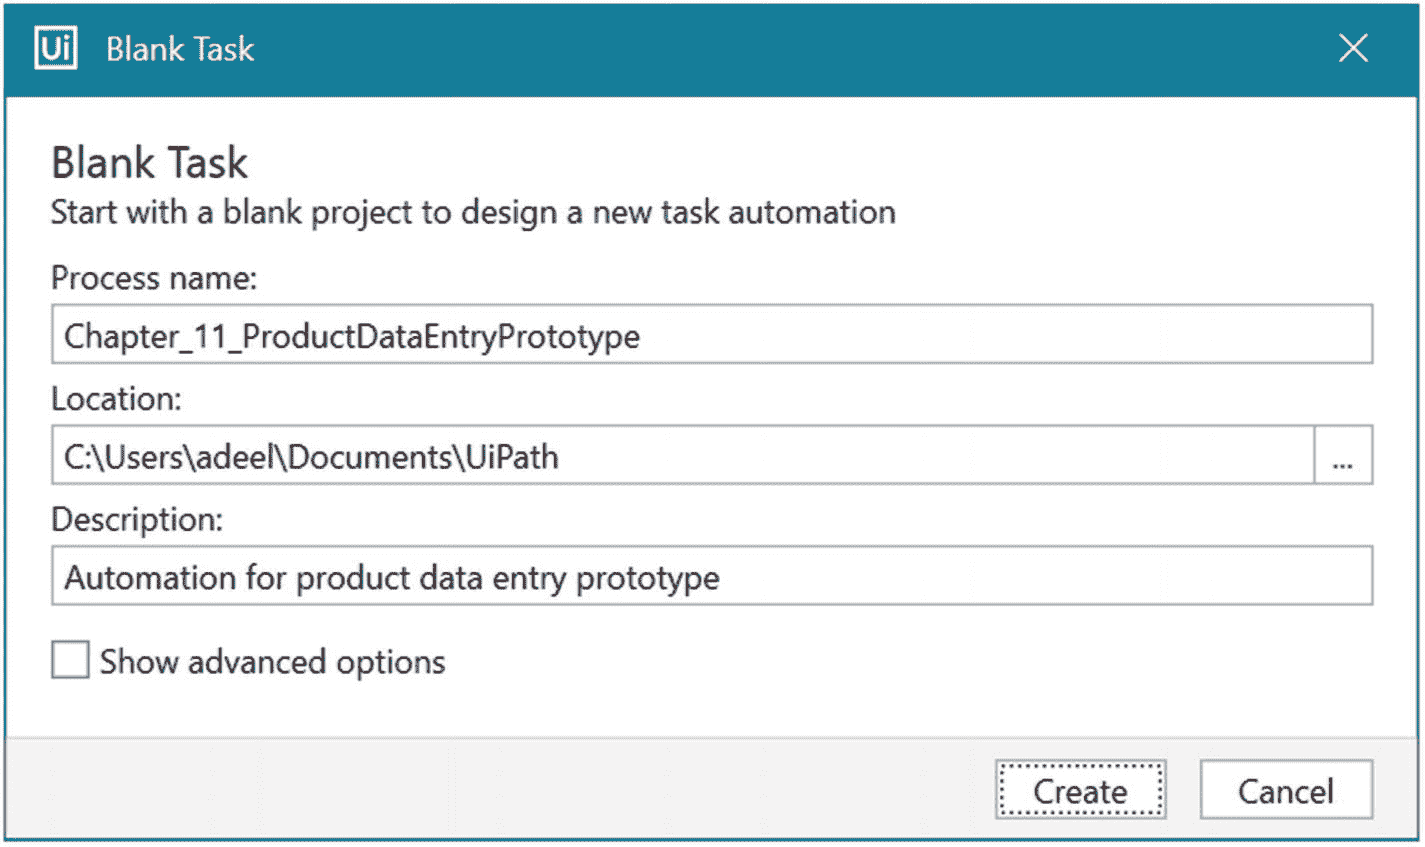 Ui Blank Task
Blank Task
Start with a blank project to design a new task automation
Process name:
Chapter_11_ProductDataEntryPrototype
Location:
C:\Users\adeel\Documents\UiPath
...
Description:
Automation for product data entry prototype
Show advanced options
Create Cancel